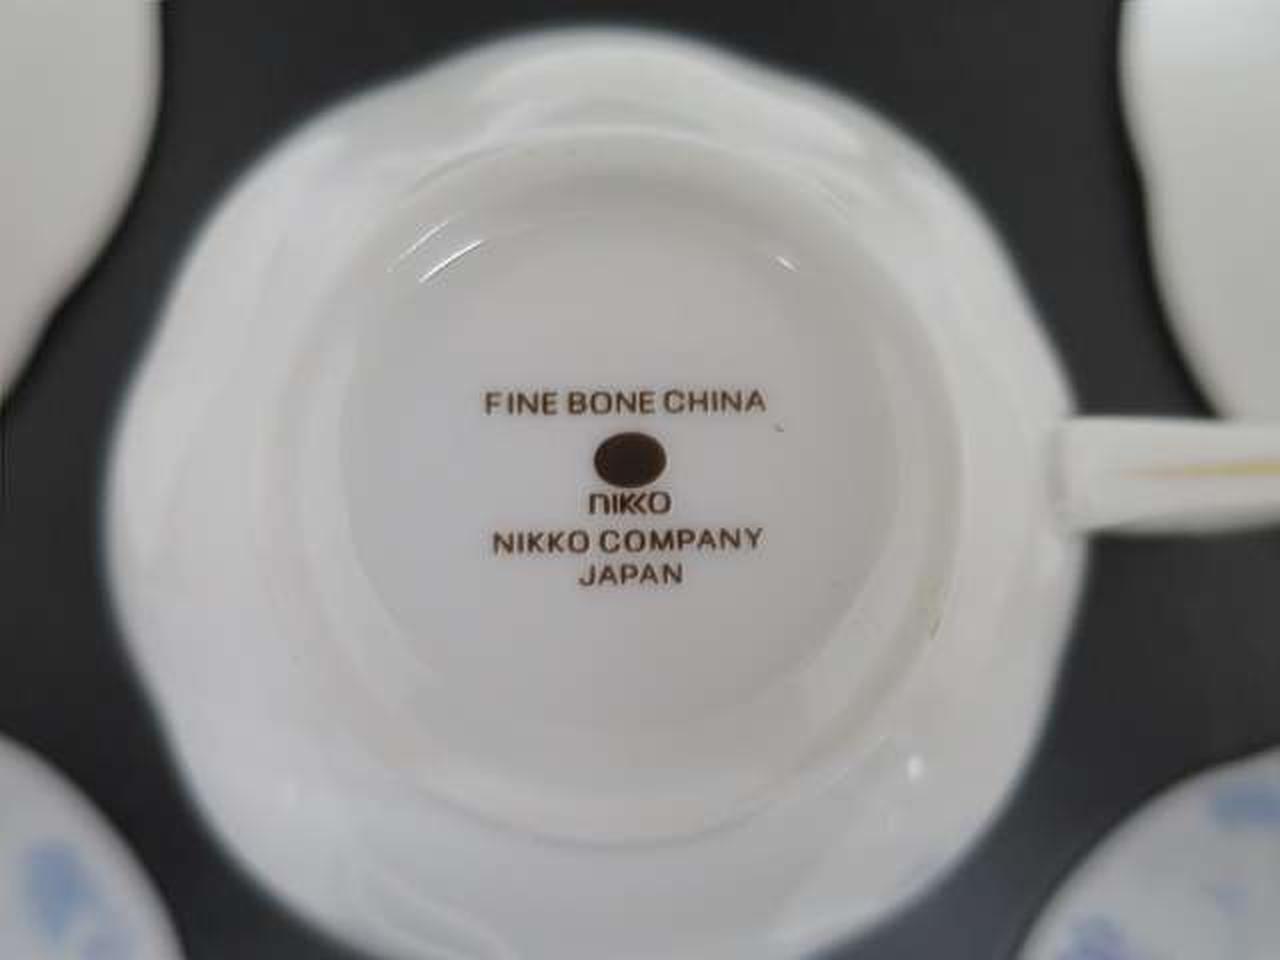 FINE BONE CHINA
nikko
NIKKO COMPANY
JAPAN